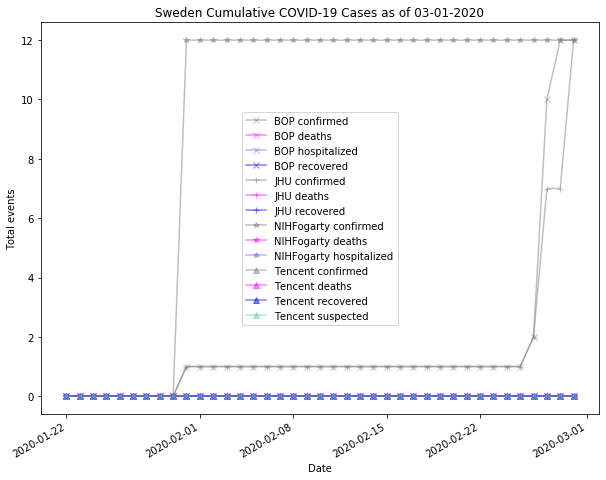 Sweden Cumulative COVID-19 Cases as of 03-01-2020
12
10
8
6
4
2
0
Total events
BOP confirmed
BOP deaths
BOP hospitalized
BOP recovered
JHU confirmed
JHU deaths
JHU recovered
NIHFogarty confirmed
NIHFogarty deaths
NIHFogarty hospitalized
Tencent confirmed
Tencent deaths
Tencent recovered
Tencent suspected
2020-01-22
2020-02-01
2020-02-08
2020-02-15
2020-02-22
2020-03-01
Date